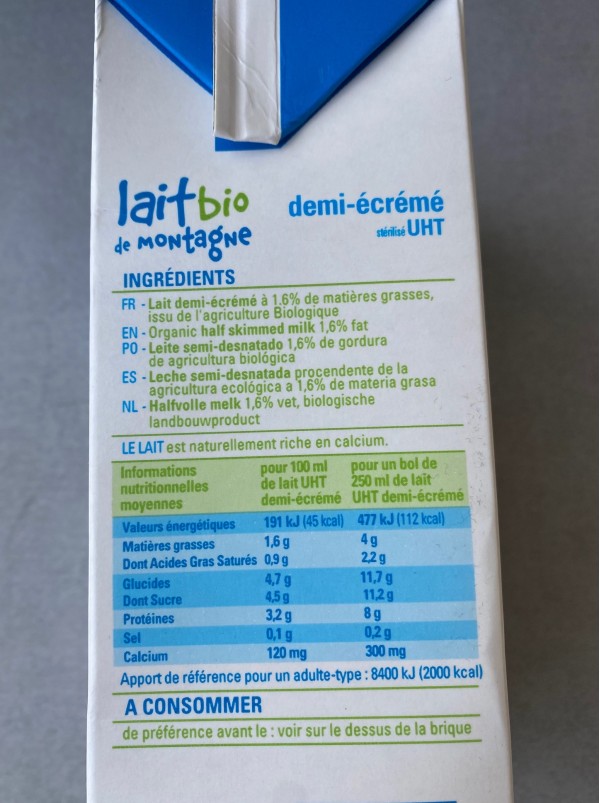 lait bio
de MONtagNe
demi-écrémé
stérilisé UHT
INGRÉDIENTS
FR - Lait demi-écrémé à 1.6% de matières grasses,
issu de l'agriculture Biologique
EN - Organic half skimmed milk 1,6% fat
PO - Leite semi-desnatado 1,6% de gordura
de agricultura biológica
ES - Leche semi-desnatada procendente de la
agricultura ecológica a 1,6% de materia grasa
NL - Halfvolle melk 1,6% vet, biologische
landbouwproduct
LE LAIT est naturellement riche en calcium.
Informations nutritionnelles moyennes
pour 100 ml de lait UHT demi-écrémé
pour un bol de 250 ml de lait UHT demi-écrémé
Valeurs énergétiques 191 kJ (45 kcal) 477 kJ (112 kcal)
Matières grasses 1,6 g 4 g
Dont Acides Gras Saturés 0,9 g 2,2 g
Glucides 4,7 g 11,7 g
Dont Sucre 4,5 g 11,2 g
Protéines 3,2 g 8 g
Sel 0,1 g 0,2 g
Calcium 120 mg 300 mg
Apport de référence pour un adulte-type : 8400 kJ (2000 kcal)
A CONSOMMER
de préférence avant le : voir sur le dessus de la brique